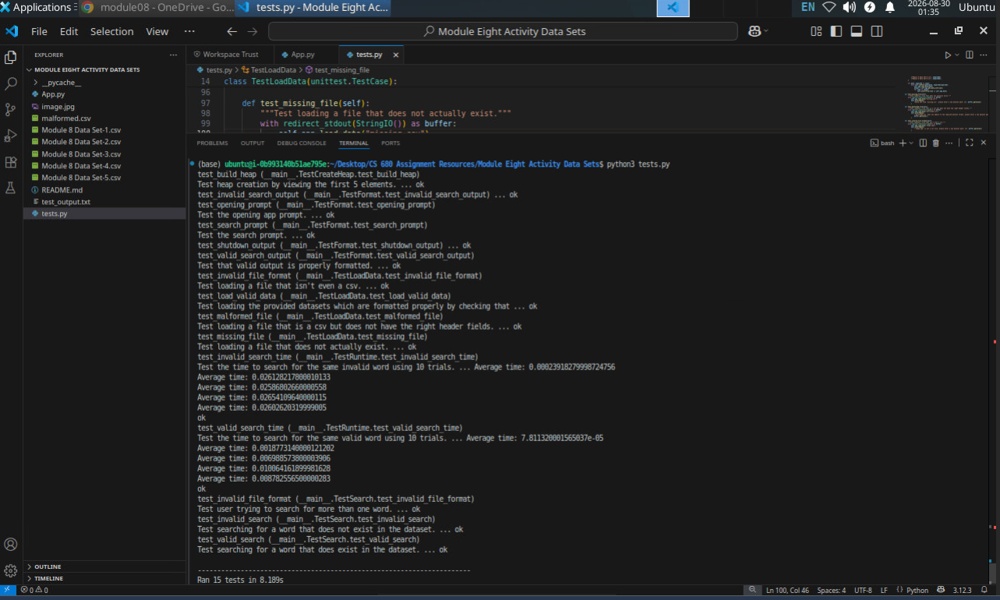 Applications
module08 - OneDrive - Go...
tests.py - Module Eight Ac...
EN
2026-08-30
01:35
Ubuntu
File Edit Selection View ...
Module Eight Activity Data Sets
EXPLORER
MODULE EIGHT ACTIVITY DATA SETS
__pycache__
App.py
image.jpg
malformed.csv
Module 8 Data Set-1.csv
Module 8 Data Set-2.csv
Module 8 Data Set-3.csv
Module 8 Data Set-4.csv
Module 8 Data Set-5.csv
README.md
test_output.txt
tests.py
OUTLINE
TIMELINE
Workspace Trust
App.py
tests.py
tests.py > TestLoadData > test_missing_file
14 class TestLoadData(unittest.TestCase):
96
97 def test_missing_file(self):
98 """Test loading a file that does not actually exist."""
99 with redirect_stdout(StringIO()) as buffer:
PROBLEMS OUTPUT DEBUG CONSOLE TERMINAL PORTS
bash
(base) ubuntu@i-0b993140b51ae795e:~/Desktop/CS 680 Assignment Resources/Module Eight Activity Data Sets$ python3 tests.py
test_build_heap (__main__.TestCreateHeap.test_build_heap)
Test heap creation by viewing the first 5 elements. ... ok
test_invalid_search_output (__main__.TestFormat.test_invalid_search_output) ... ok
test_opening_prompt (__main__.TestFormat.test_opening_prompt)
Test the opening app prompt. ... ok
test_search_prompt (__main__.TestFormat.test_search_prompt)
Test the search prompt. ... ok
test_shutdown_output (__main__.TestFormat.test_shutdown_output) ... ok
test_valid_search_output (__main__.TestFormat.test_valid_search_output)
Test that valid output is properly formatted. ... ok
test_invalid_file_format (__main__.TestLoadData.test_invalid_file_format)
Test loading a file that isn't even a csv. ... ok
test_load_valid_data (__main__.TestLoadData.test_load_valid_data)
Test loading the provided datasets which are formatted properly by checking that ... ok
test_malformed_file (__main__.TestLoadData.test_malformed_file)
Test loading a file that is a csv but does not have the right header fields. ... ok
test_missing_file (__main__.TestLoadData.test_missing_file)
Test loading a file that does not actually exist. ... ok
test_invalid_search_time (__main__.TestRuntime.test_invalid_search_time)
Test the time to search for the same invalid word using 10 trials. ... Average time: 0.00023918279998724756
Average time: 0.026128217800010133
Average time: 0.02586802660000558
Average time: 0.02654109640000115
Average time: 0.02602620319999005
ok
test_valid_search_time (__main__.TestRuntime.test_valid_search_time)
Test the time to search for the same valid word using 10 trials. ... Average time: 7.811320001565037e-05
Average time: 0.0018773140000121202
Average time: 0.006988573800003906
Average time: 0.010064161899981628
Average time: 0.008782556500000283
ok
test_invalid_file_format (__main__.TestSearch.test_invalid_file_format)
Test user trying to search for more than one word. ... ok
test_invalid_search (__main__.TestSearch.test_invalid_search)
Test searching for a word that does not exist in the dataset. ... ok
test_valid_search (__main__.TestSearch.test_valid_search)
Test searching for a word that does exist in the dataset. ... ok
----------------------------------------------------------------------
Ran 15 tests in 8.189s
0 0
Ln 100, Col 46 Spaces: 4 UTF-8 LF Python 3.12.3